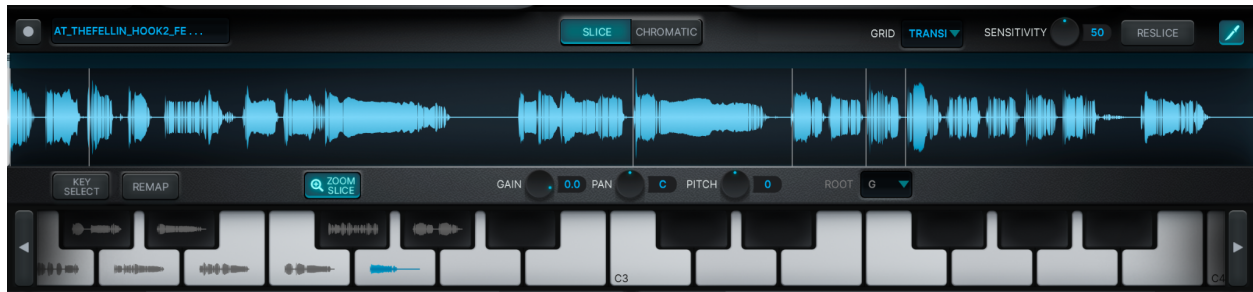 AT_THEFELLIN_HOOK2_FE . . .
SLICE CHROMATIC
GRID TRANSI SENSITIVITY 50 RESLICE
KEY SELECT REMAP ZOOM SLICE GAIN 0.0 PAN C PITCH 0 ROOT G
C3 C4